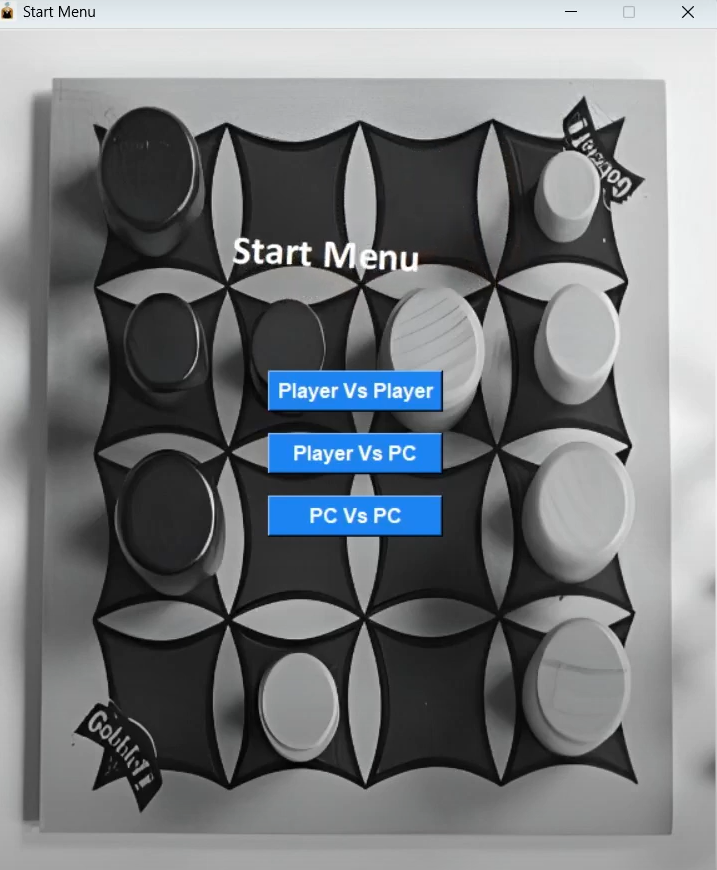 Start Menu
Gobblet!
Start Menu
Player Vs Player
Player Vs PC
PC Vs PC
Gobblet!